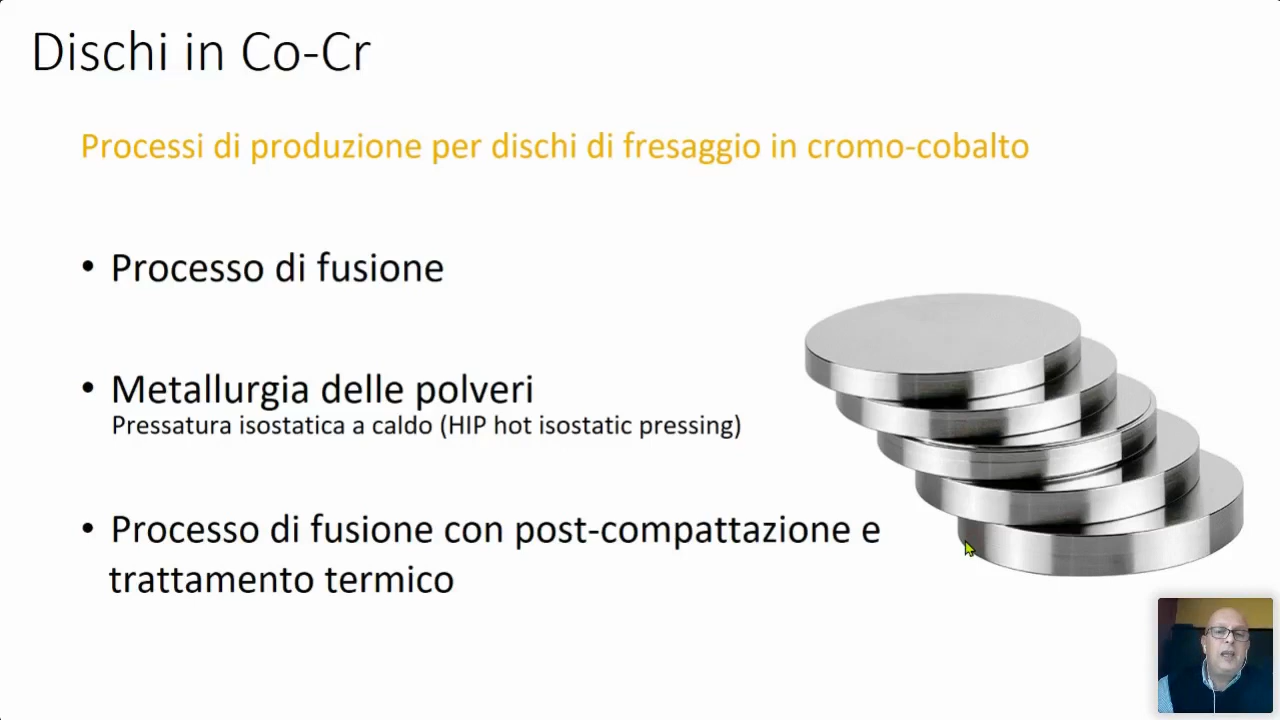 Dischi in Co-Cr
Processi di produzione per dischi di fresaggio in cromo-cobalto
• Processo di fusione
• Metallurgia delle polveri
Pressatura isostatica a caldo (HIP hot isostatic pressing)
• Processo di fusione con post-compattazione e
trattamento termico